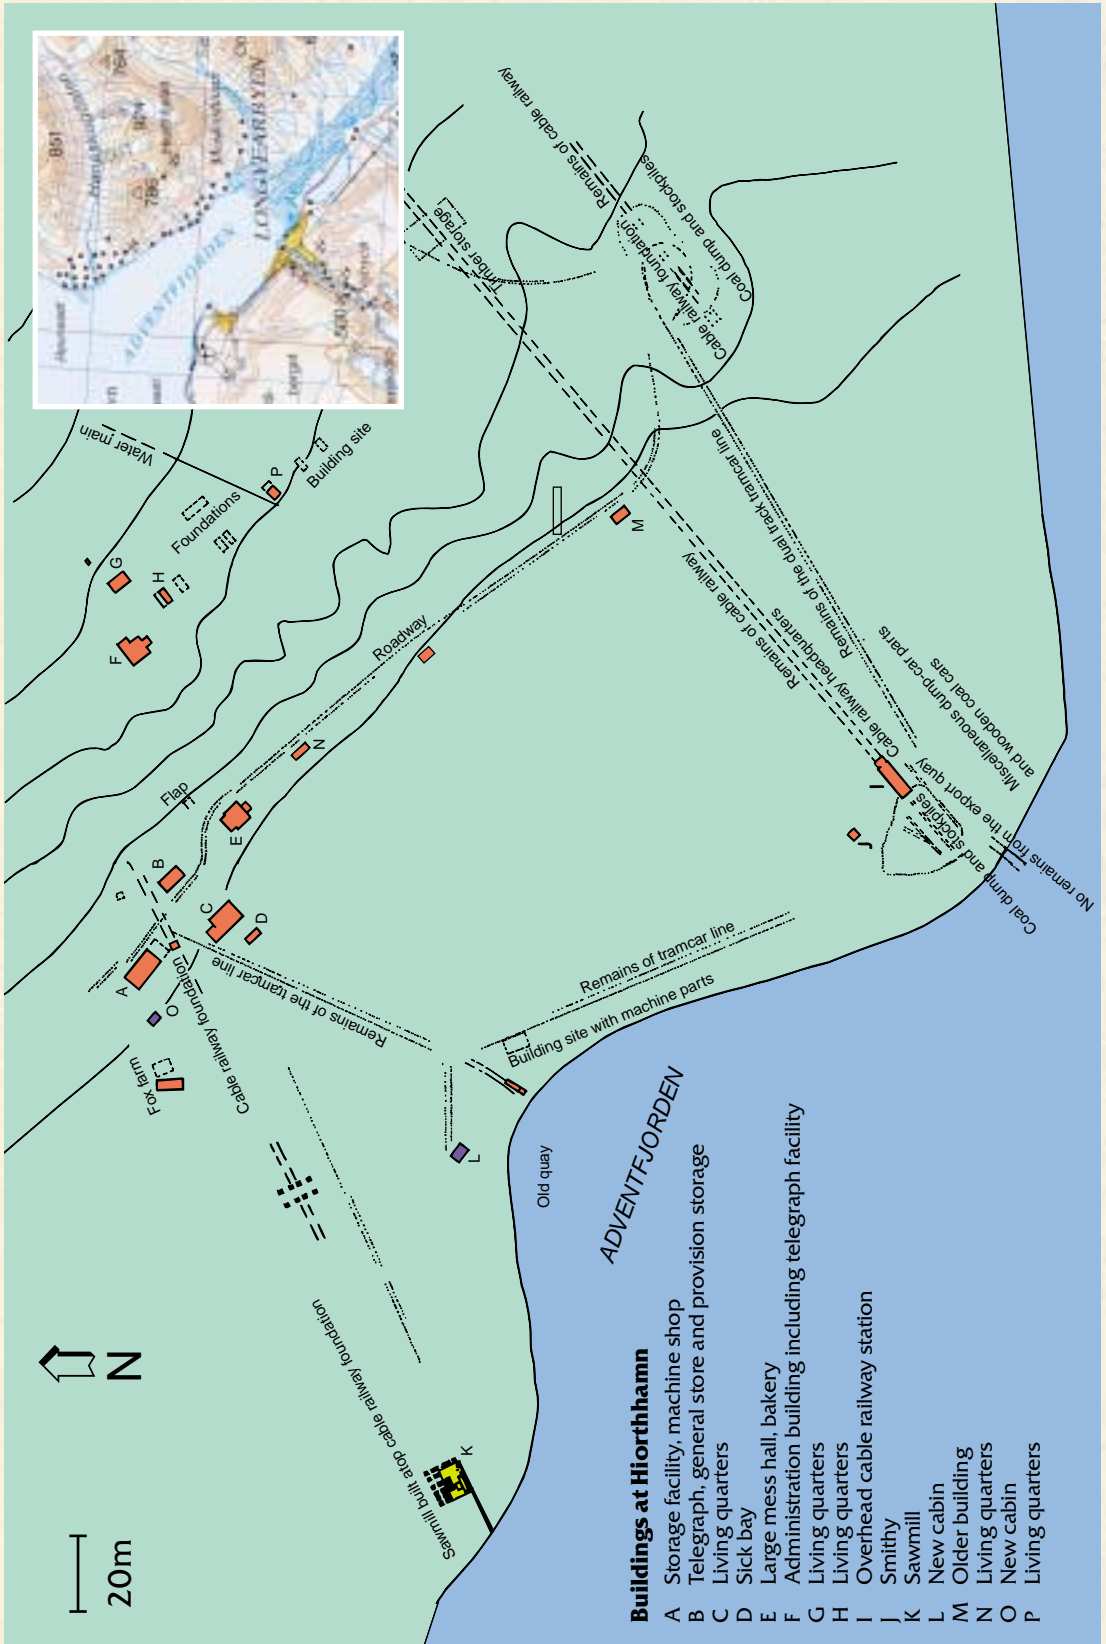 851
764
924
786
LONGYEARBYEN
ADVENTFJORDEN
Water main
P
Building site
Foundations
G
H
F
Timber storage
Remains of cable railway
Coal dump and stockpiles
Cable railway foundation
Roadway
M
Remains of the dual track tramcar line
Remains of cable railway
Cable railway headquarters
Miscellaneous dump-car parts
and wooden coal cars
N
Flap
E
B
C
D
A
O
Fox farm
Cable railway foundation
Remains of the tramcar line
I
J
No remains from the export quay
Coal dump and stockpiles
Remains of tramcar line
Building site with machine parts
L
Old quay
ADVENTFJORDEN
Sawmill built atop cable railway foundation
K
N
20m
Buildings at Hiorthhamn
A Storage facility, machine shop
B Telegraph, general store and provision storage
C Living quarters
D Sick bay
E Large mess hall, bakery
F Administration building including telegraph facility
G Living quarters
H Living quarters
I Overhead cable railway station
J Smithy
K Sawmill
L New cabin
M Older building
N Living quarters
O New cabin
P Living quarters